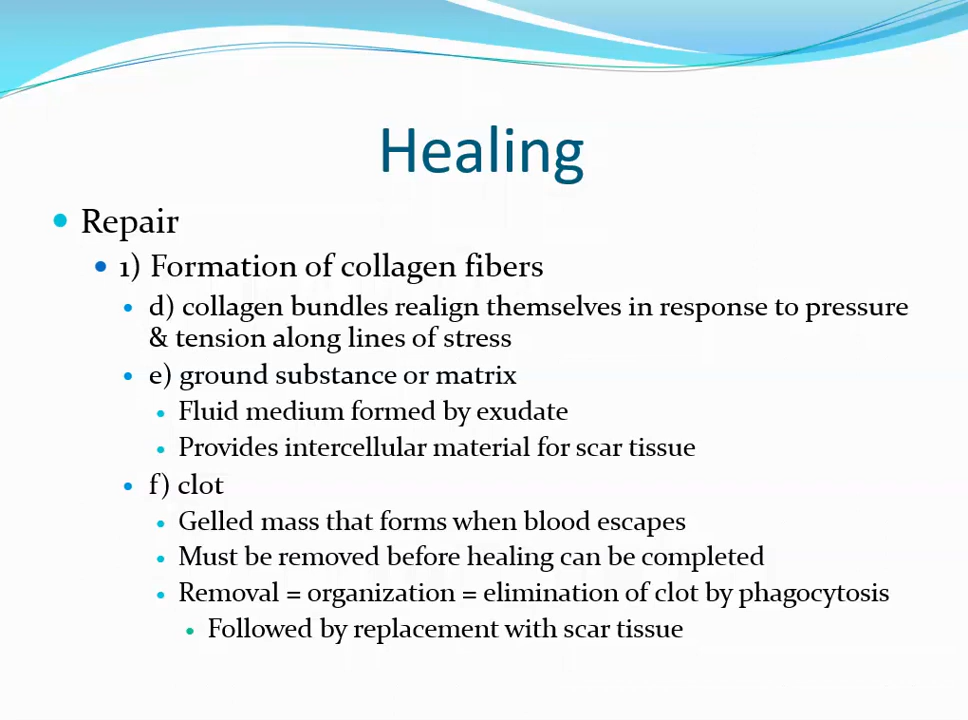 Healing
Repair
1) Formation of collagen fibers
d) collagen bundles realign themselves in response to pressure
& tension along lines of stress
e) ground substance or matrix
Fluid medium formed by exudate
Provides intercellular material for scar tissue
f) clot
Gelled mass that forms when blood escapes
Must be removed before healing can be completed
Removal = organization = elimination of clot by phagocytosis
Followed by replacement with scar tissue